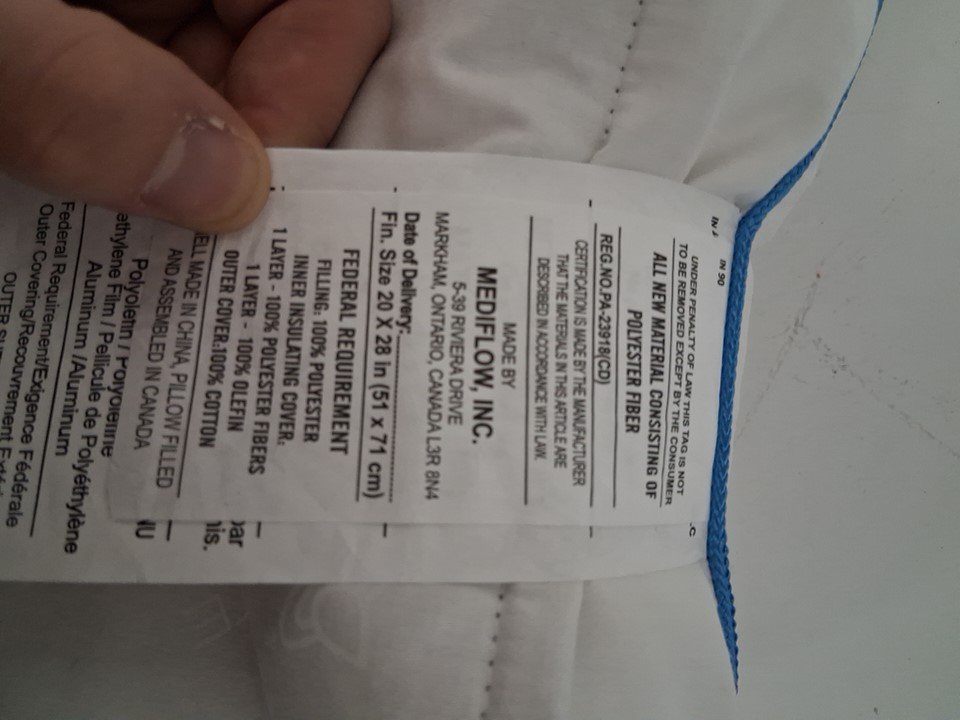 IN 90
UNDER PENALTY OF LAW THIS TAG IS NOT
TO BE REMOVED EXCEPT BY THE CONSUMER
ALL NEW MATERIAL CONSISTING OF
POLYESTER FIBER
REG.NO.PA-23918(CD)
CERTIFICATION IS MADE BY THE MANUFACTURER
THAT THE MATERIALS IN THIS ARTICLE ARE
DESCRIBED IN ACCORDANCE WITH LAW.
MADE BY
MEDIFLOW, INC.
5-39 RIVIERA DRIVE
MARKHAM, ONTARIO, CANADA L3R 8N4
Date of Delivery:
Fin. Size 20 X 28 in (51 x 71 cm)
FEDERAL REQUIREMENT
FILLING: 100% POLYESTER
INNER INSULATING COVER:
1 LAYER - 100% POLYESTER FIBERS
1 LAYER - 100% OLEFIN
OUTER COVER:100% COTTON
ELL MADE IN CHINA, PILLOW FILLED
AND ASSEMBLED IN CANADA
Polyolefin / Polyoléfine
ethylene Film / Pellicule de Polyéthylène
Aluminum /Aluminum
Federal Requirement/Exigence Fédérale
Outer Covering/Recouvrement